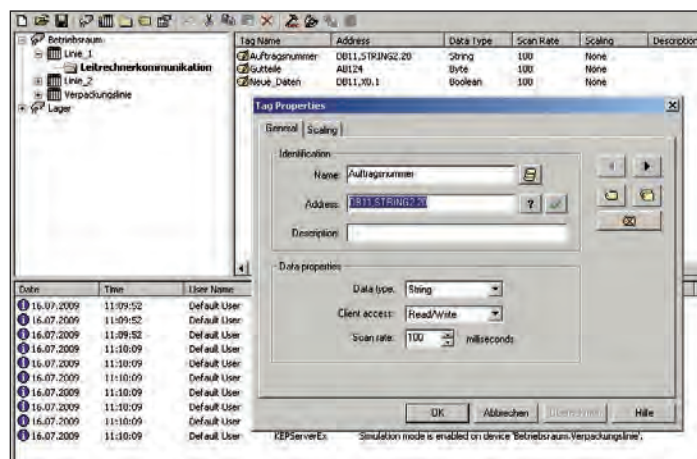 Betriebsraum
Linie_1
Leitrechnerkommunikation
Linie_2
Verpackungslinie
Lager
Tag Name Address Data Type Scan Rate Scaling Description
Auftragsnummer DB11,STRING2.20 String 100 None
Gutteile AB124 Byte 100 None
Neue_Daten DB11,X0.1 Boolean 100 None
Tag Properties
General Scaling
Identification
Name: Auftragsnummer
Address: DB11,STRING2.20 ?
Description:
Data properties
Data type: String
Client access: Read/Write
Scan rate: 100 milliseconds
OK Abbrechen Hilfe
Date Time User Name
16.07.2009 11:09:52 Default User
16.07.2009 11:09:52 Default User
16.07.2009 11:09:52 Default User
16.07.2009 11:10:09 Default User
16.07.2009 11:10:09 Default User
16.07.2009 11:10:09 Default User
16.07.2009 11:10:09 Default User
16.07.2009 11:10:09 Default User
16.07.2009 11:10:09 Default User
16.07.2009 11:10:09 Default User KEPServerEx Simulation mode is enabled on device 'Betriebsraum.Verpackungslinie'.